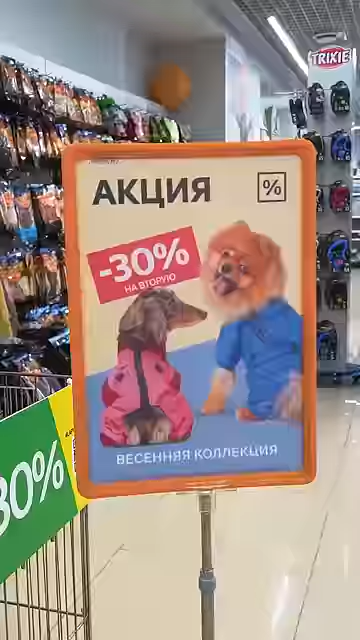 TRIXIE
АКЦИЯ
%
-30%
НА ВТОРУЮ
ВЕСЕННЯЯ КОЛЛЕКЦИЯ
30%